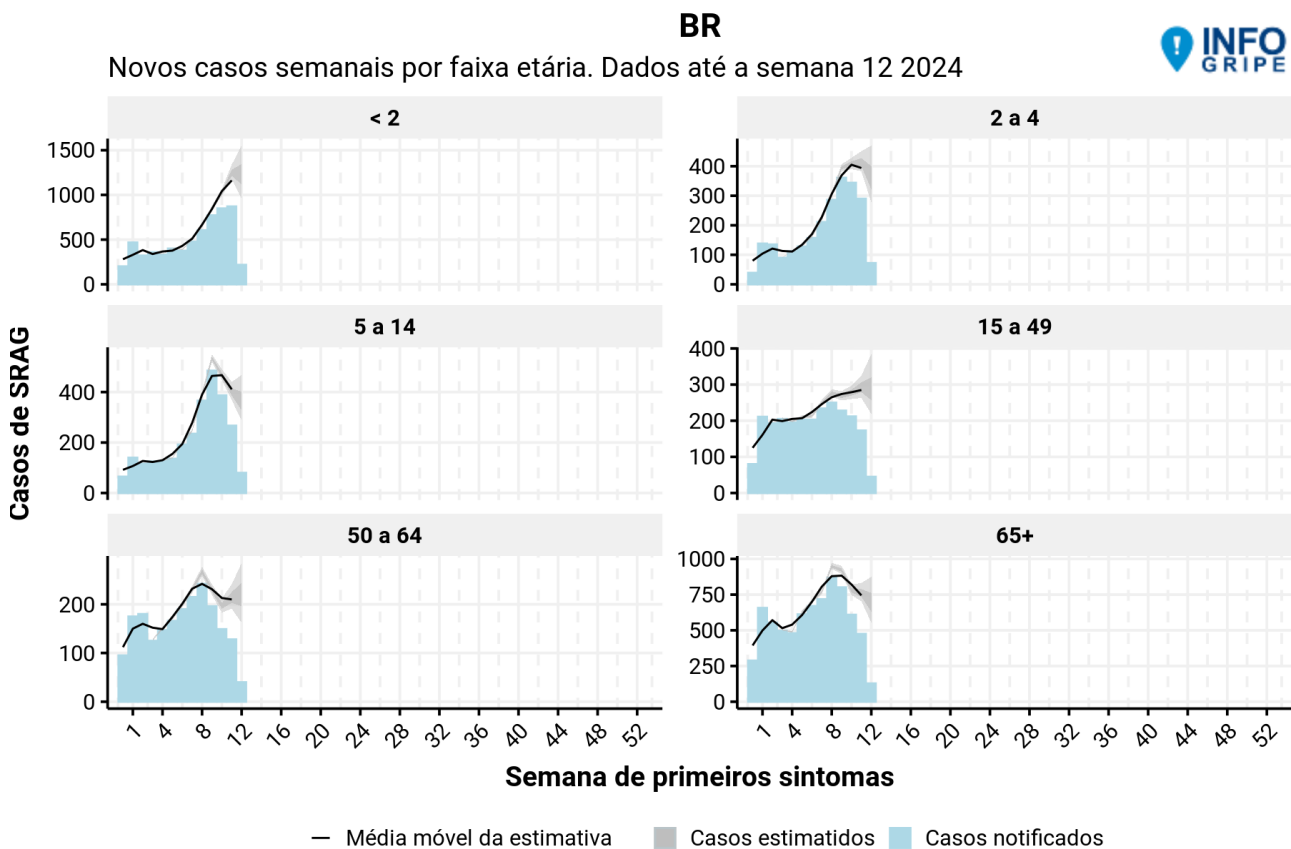 BR
INFO
GRIPE
Novos casos semanais por faixa etária. Dados até a semana 12 2024
< 2
2 a 4
1500
1000
500
0
400
300
200
100
0
5 a 14
15 a 49
400
200
0
400
300
200
100
0
50 a 64
65+
200
100
0
1000
750
500
250
0
Casos de SRAG
1 4 8 12 16 20 24 28 32 36 40 44 48 52
1 4 8 12 16 20 24 28 32 36 40 44 48 52
Semana de primeiros sintomas
Média móvel da estimativa
Casos estimatidos
Casos notificados